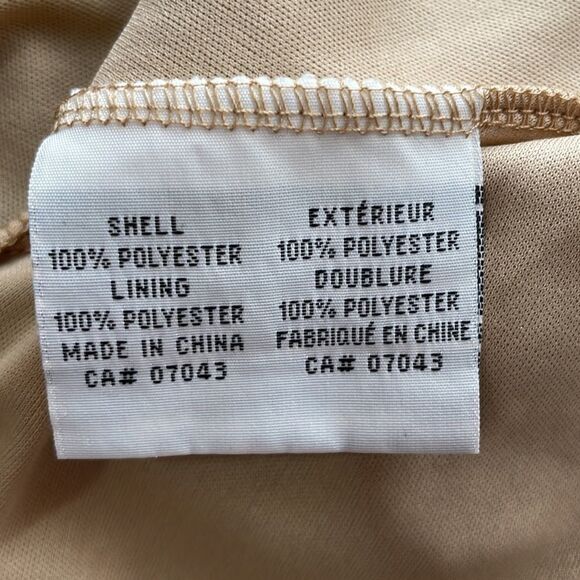 SHELL
100% POLYESTER
LINING
100% POLYESTER
MADE IN CHINA
CA# 07043
EXTÉRIEUR
100% POLYESTER
DOUBLURE
100% POLYESTER
FABRIQUÉ EN CHINE
CA# 07043